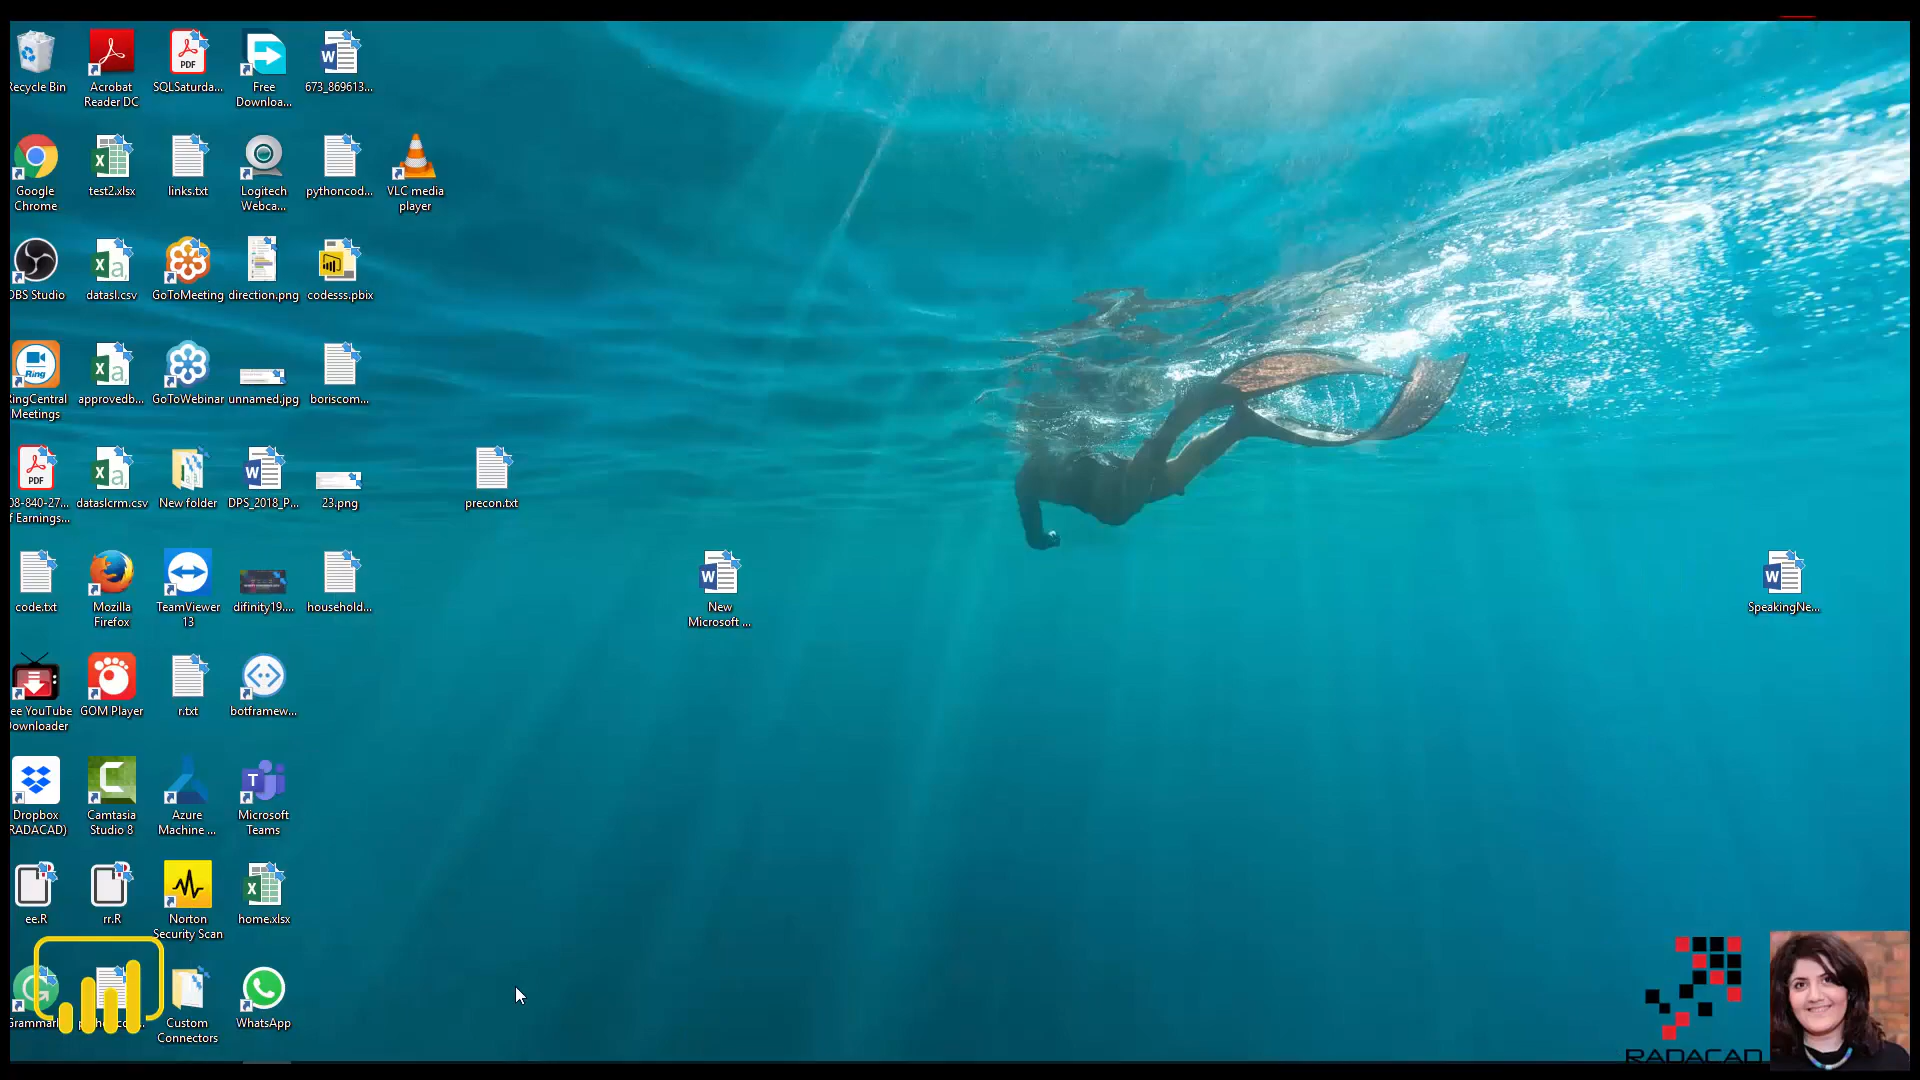 Recycle Bin
Acrobat
Reader DC
PDF
SQLSaturda...
Free
Downloa...
673_869613...
Google
Chrome
test2.xlsx
links.txt
Logitech
Webca...
pythoncod...
VLC media
player
OBS Studio
datasl.csv
GoToMeeting
direction.png
codesss.pbix
Ring
RingCentral
Meetings
approvedb...
GoToWebinar
unnamed.jpg
boriscom...
PDF
08-840-27...
f Earnings...
dataslcrm.csv
New folder
DPS_2018_P...
23.png
precon.txt
code.txt
Mozilla
Firefox
TeamViewer
13
difinity19....
household...
New
Microsoft ...
SpeakingNe...
ee YouTube
Downloader
GOM Player
r.txt
botframew...
Dropbox
(RADACAD)
Camtasia
Studio 8
Azure
Machine ...
Microsoft
Teams
ee.R
rr.R
Norton
Security Scan
home.xlsx
Custom
Connectors
WhatsApp
RADACAD